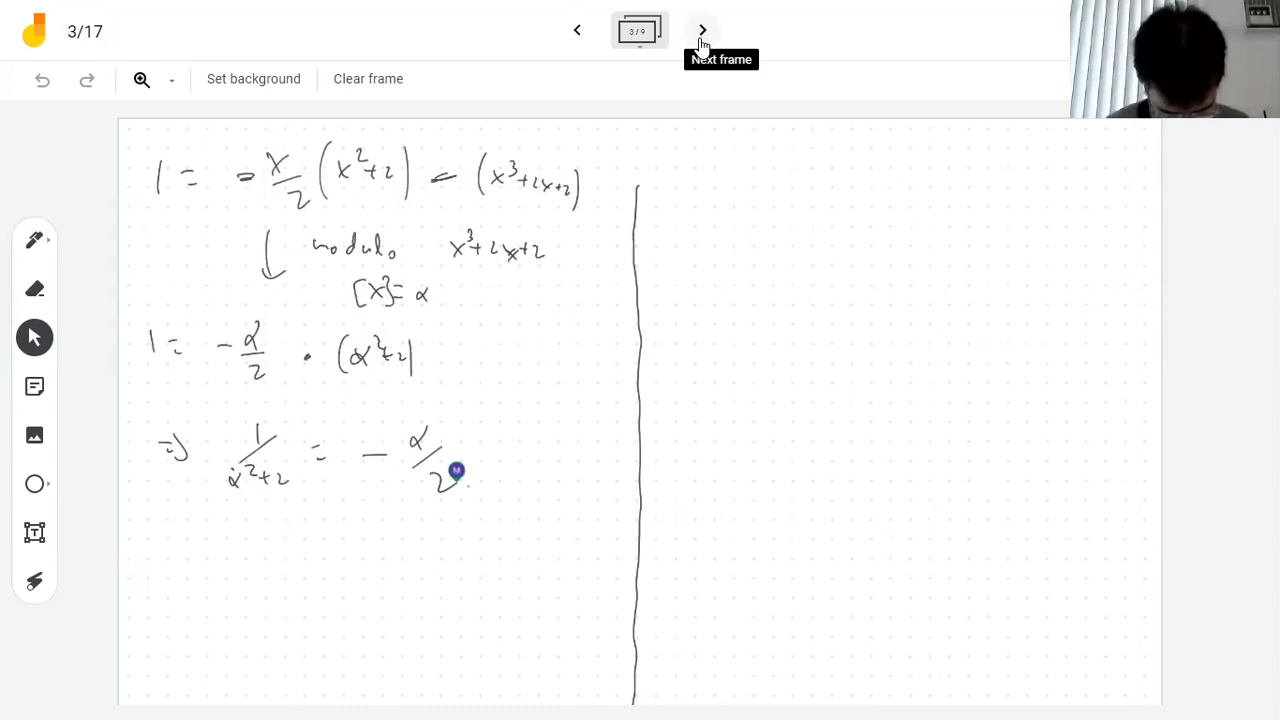 3/17
3 / 9
Next frame
Set background
Clear frame
1 = - x/2 (x²+2) - (x³+2x+2)
↓ modulo x³+2x+2
[x]= α
1 = - α/2 · (α²+2)
=> 1/α²+2 = - α/2
M